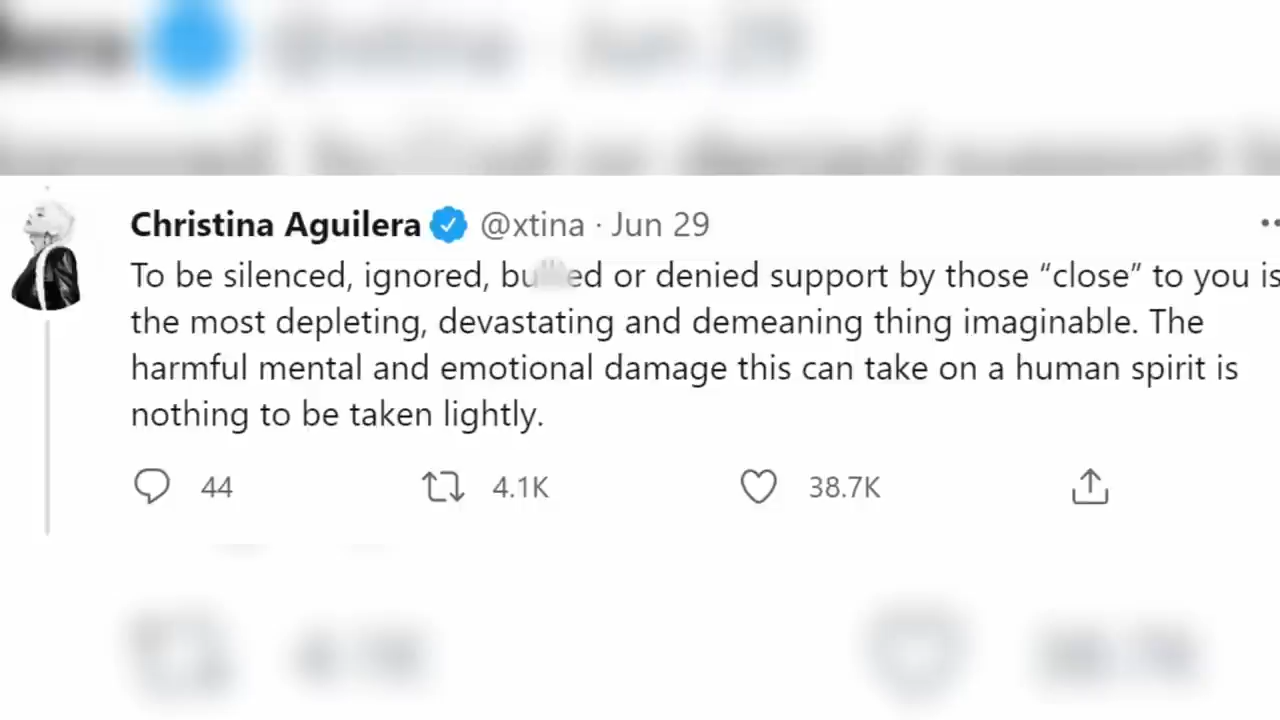 Christina Aguilera @xtina · Jun 29
To be silenced, ignored, bullied or denied support by those “close” to you is
the most depleting, devastating and demeaning thing imaginable. The
harmful mental and emotional damage this can take on a human spirit is
nothing to be taken lightly.
44 4.1K 38.7K